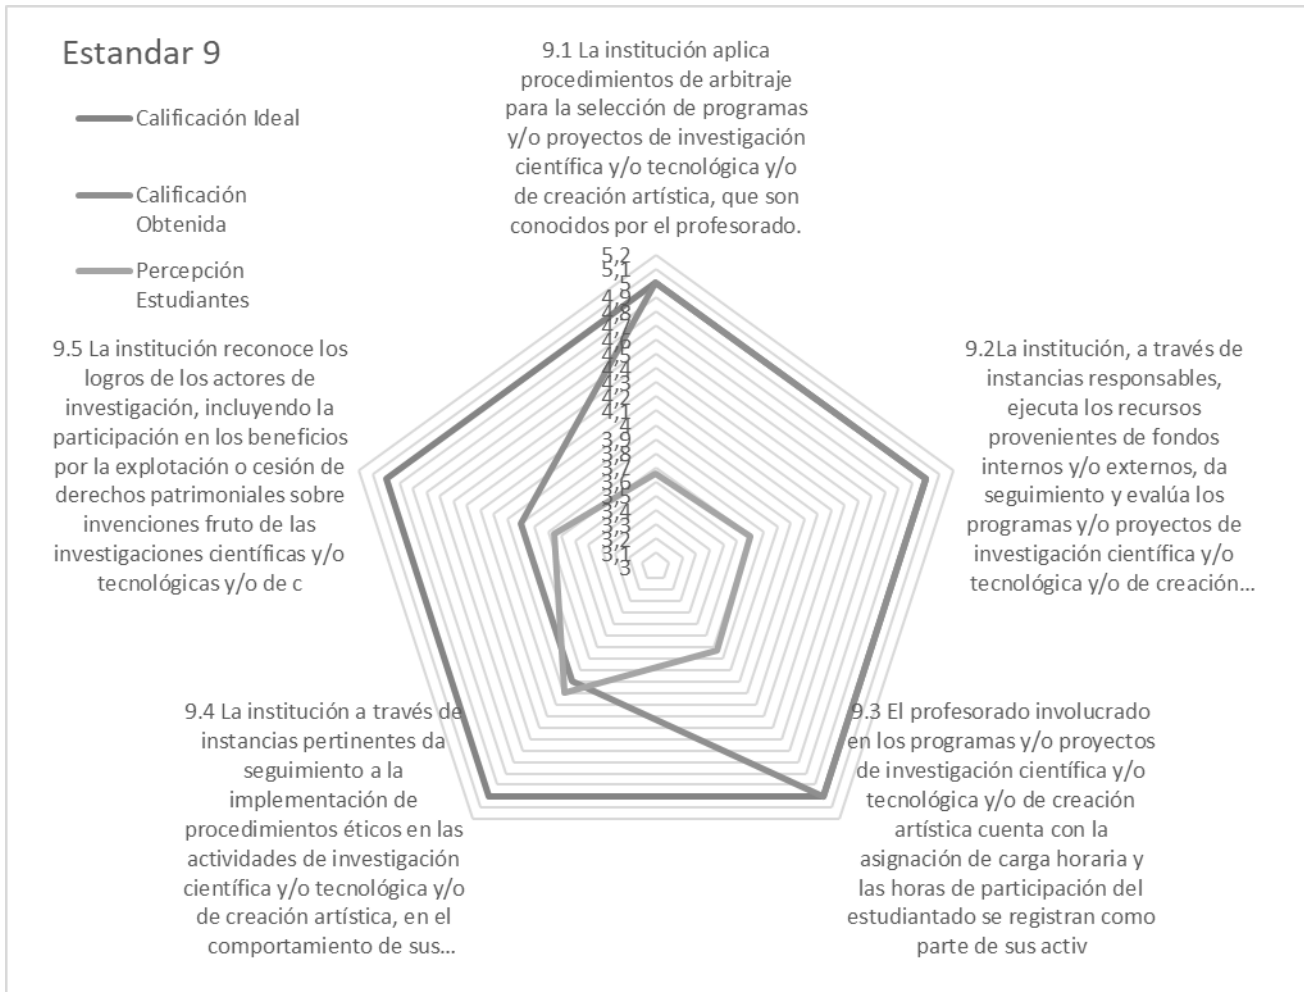 Estandar 9
Calificación Ideal
Calificación
Obtenida
Percepción
Estudiantes
9.1 La institución aplica
procedimientos de arbitraje
para la selección de programas
y/o proyectos de investigación
científica y/o tecnológica y/o
de creación artística, que son
conocidos por el profesorado.
5,2
5,1
5
4,9
4,8
4,7
4,6
4,5
4,4
4,3
4,2
4,1
4
3,9
3,8
3,7
3,6
3,5
3,4
3,3
3,2
3,1
3
9.2La institución, a través de
instancias responsables,
ejecuta los recursos
provenientes de fondos
internos y/o externos, da
seguimiento y evalúa los
programas y/o proyectos de
investigación científica y/o
tecnológica y/o de creación...
9.3 El profesorado involucrado
en los programas y/o proyectos
de investigación científica y/o
tecnológica y/o de creación
artística cuenta con la
asignación de carga horaria y
las horas de participación del
estudiantado se registran como
parte de sus activ
9.4 La institución a través de
instancias pertinentes da
seguimiento a la
implementación de
procedimientos éticos en las
actividades de investigación
científica y/o tecnológica y/o
de creación artística, en el
comportamiento de sus...
9.5 La institución reconoce los
logros de los actores de
investigación, incluyendo la
participación en los beneficios
por la explotación o cesión de
derechos patrimoniales sobre
invenciones fruto de las
investigaciones científicas y/o
tecnológicas y/o de c